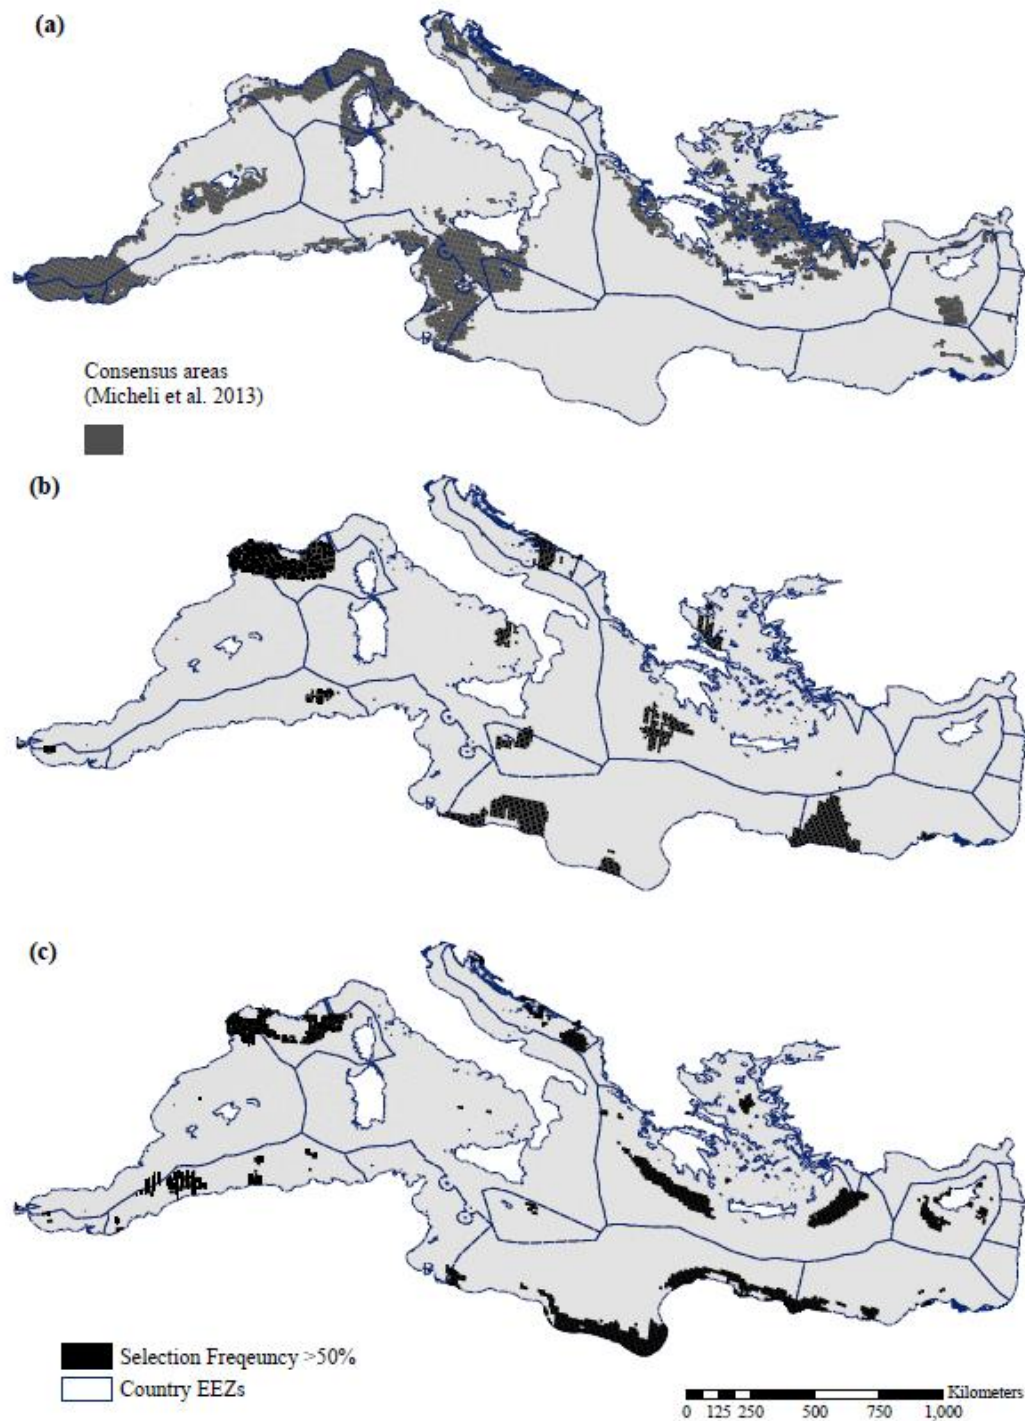 (a)
Consensus areas
(Micheli et al. 2013)
(b)
(c)
Selection Freqeuncy >50%
Country EEZs
Kilometers
0 125 250 500 750 1,000